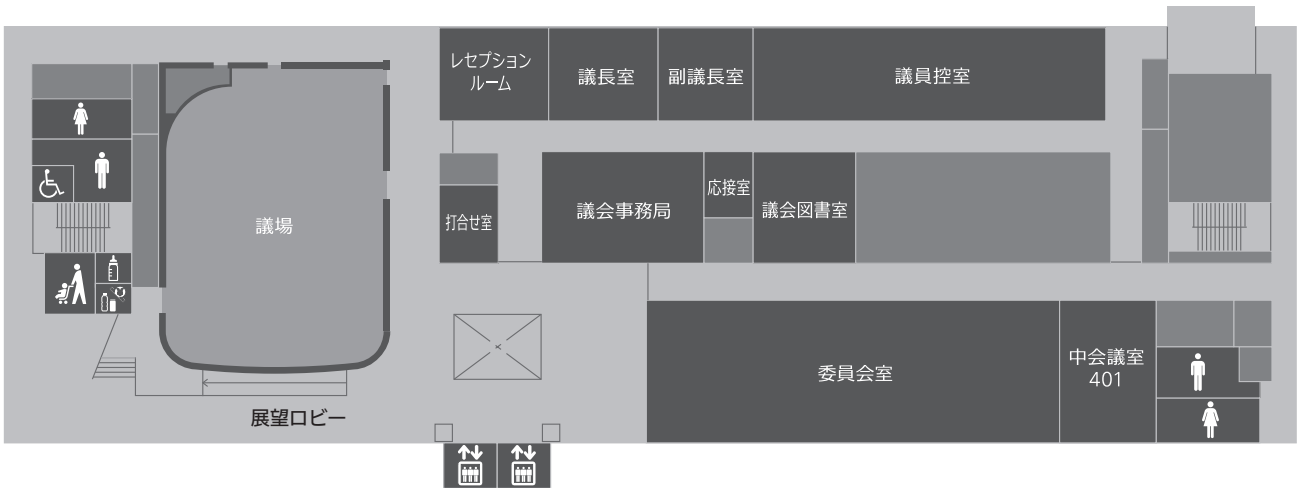 レセプション
ルーム
議長室
副議長室
議員控室
打合せ室
議会事務局
応接室
議会図書室
議場
委員会室
中会議室
401
展望ロビー